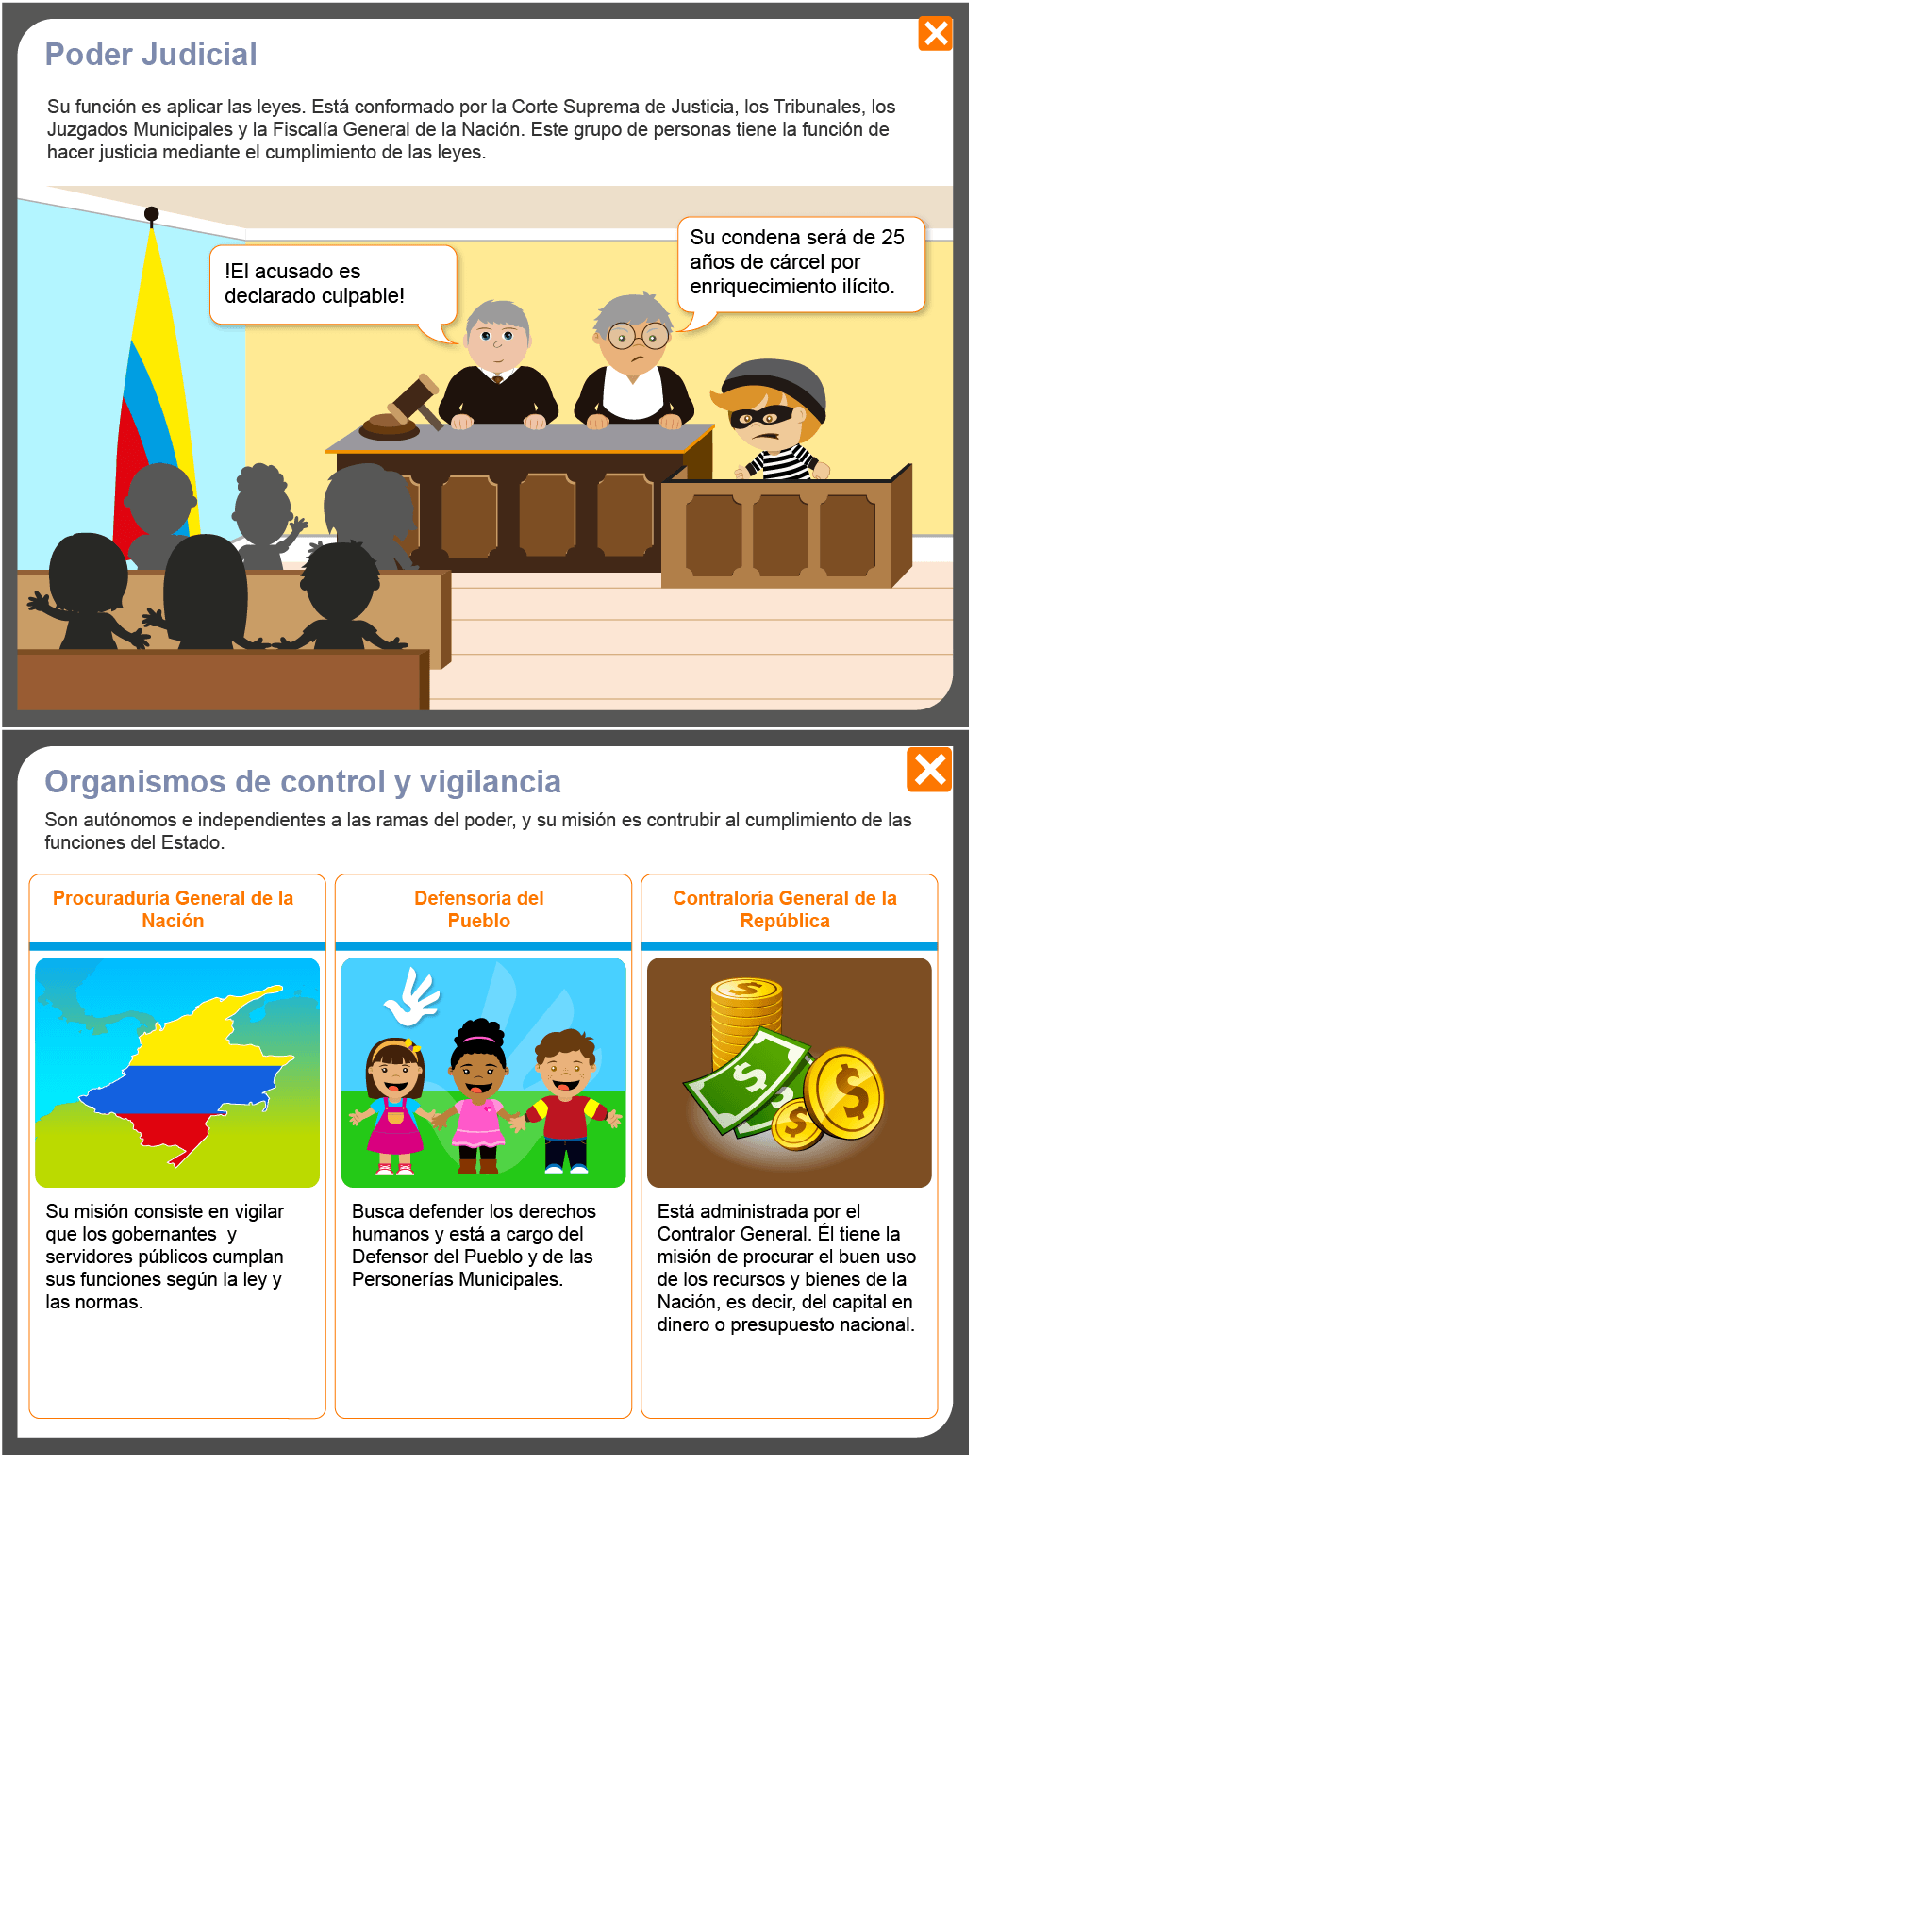 Poder Judicial
Su función es aplicar las leyes. Está conformado por la Corte Suprema de Justicia, los Tribunales, los
Juzgados Municipales y la Fiscalía General de la Nación. Este grupo de personas tiene la función de
hacer justicia mediante el cumplimiento de las leyes.
!El acusado es
declarado culpable!
Su condena será de 25
años de cárcel por
enriquecimiento ilícito.
Organismos de control y vigilancia
Son autónomos e independientes a las ramas del poder, y su misión es contrubir al cumplimiento de las
funciones del Estado.
Procuraduría General de la
Nación
Su misión consiste en vigilar
que los gobernantes  y
servidores públicos cumplan
sus funciones según la ley y
las normas.
Defensoría del
Pueblo
Busca defender los derechos
humanos y está a cargo del
Defensor del Pueblo y de las
Personerías Municipales.
Contraloría General de la
República
Está administrada por el
Contralor General. Él tiene la
misión de procurar el buen uso
de los recursos y bienes de la
Nación, es decir, del capital en
dinero o presupuesto nacional.